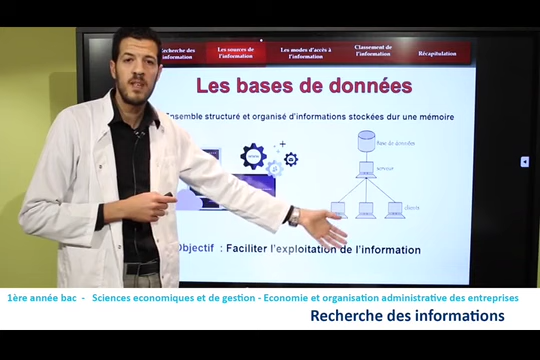 Recherche des information
Les sources de l'information
Les modes d'accès à l'information
Classement de l'information
Récapitulation
Les bases de données
Ensemble structuré et organisé d'informations stockées dur une mémoire
base de données
serveur
clients
Objectif : Faciliter l'exploitation de l'information
1ère année bac - Sciences economiques et de gestion - Economie et organisation administrative des entreprises
Recherche des informations